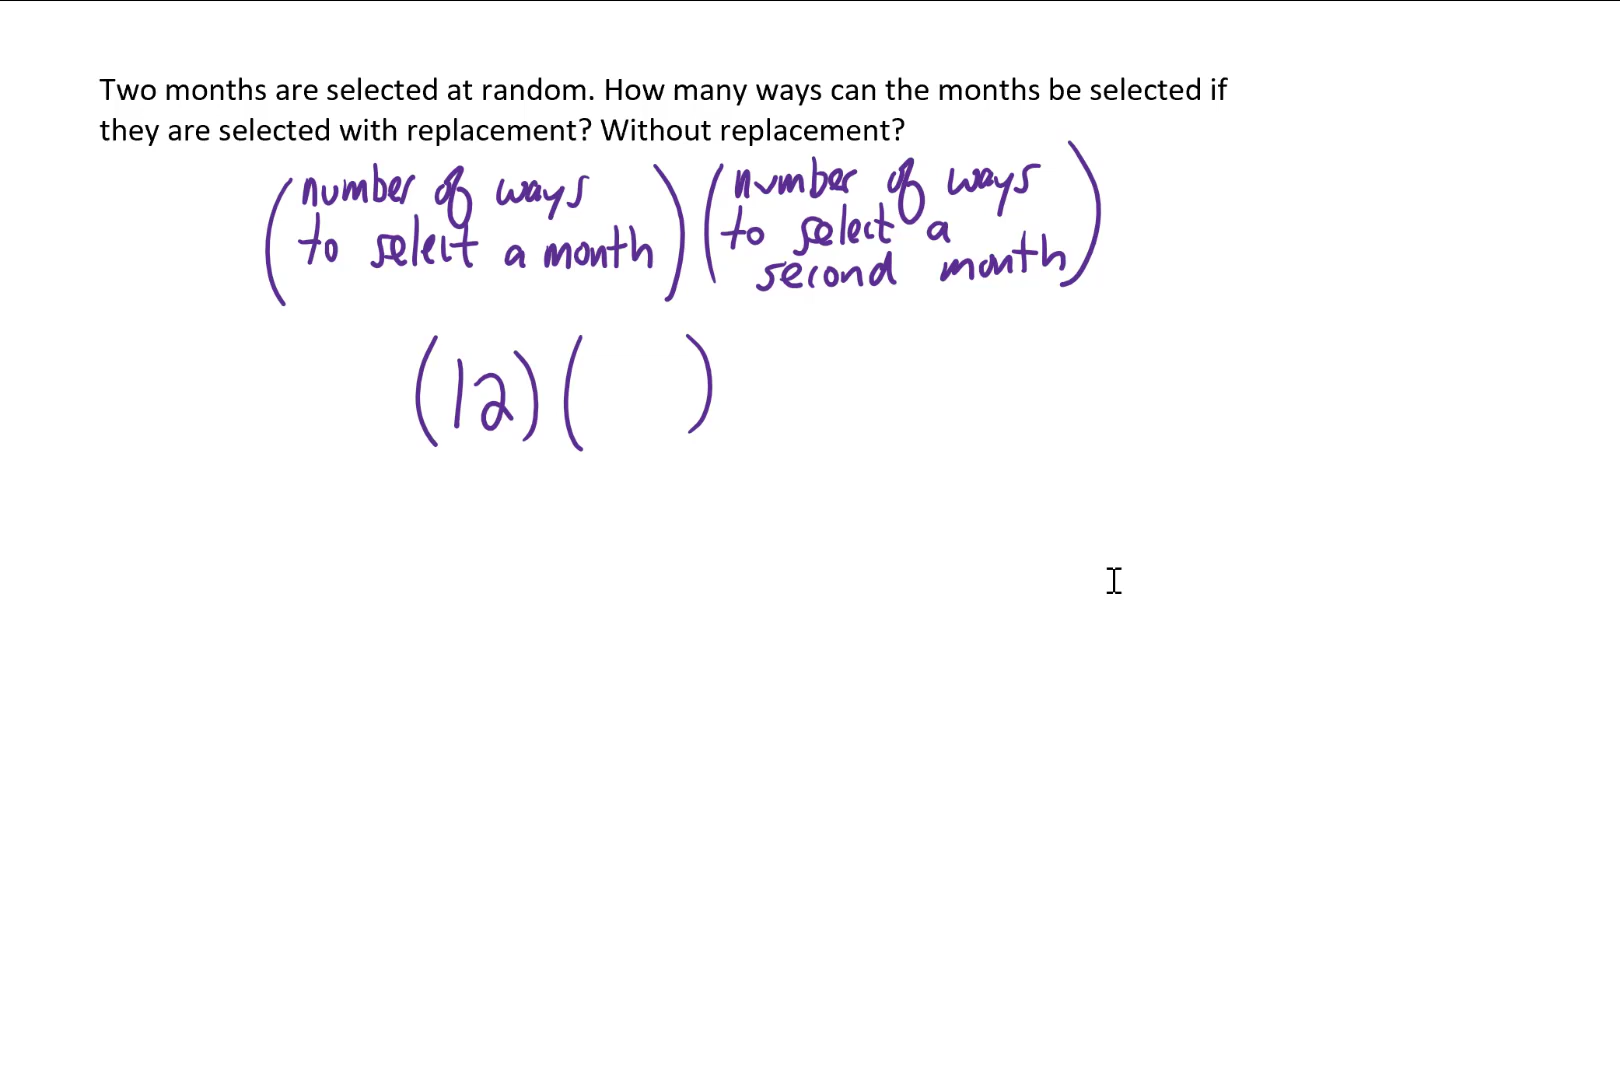 Two months are selected at random. How many ways can the months be selected if
they are selected with replacement? Without replacement?
(number of ways to select a month) (number of ways to select a second month)
(12)( )